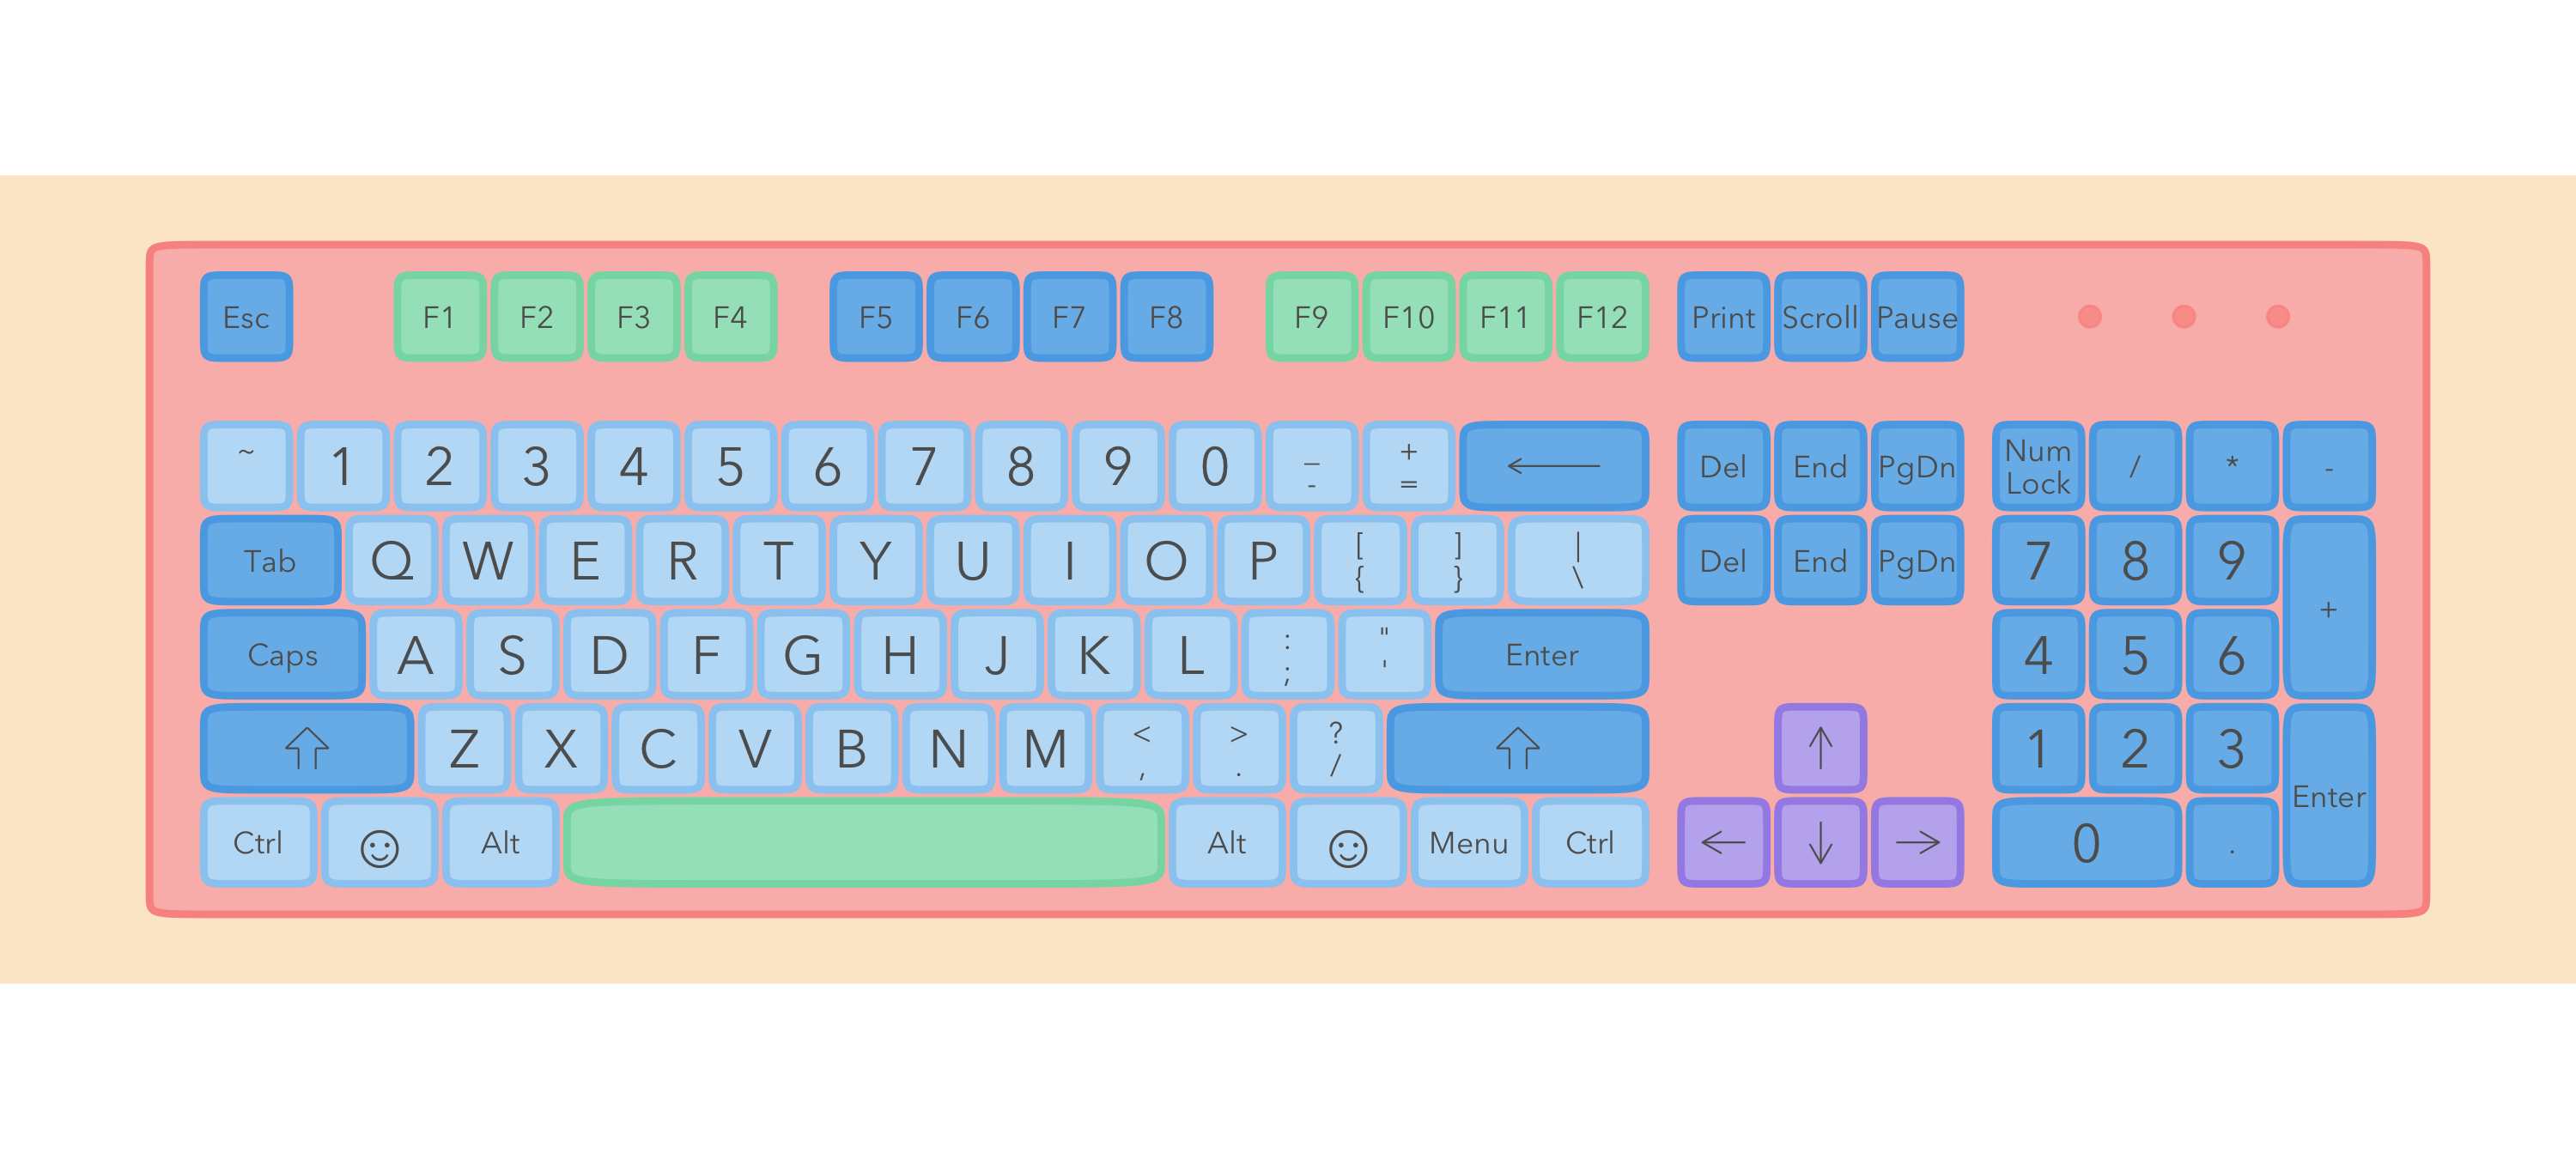 Esc F1 F2 F3 F4 F5 F6 F7 F8 F9 F10 F11 F12 Print Scroll Pause
~ 1 2 3 4 5 6 7 8 9 0 _ - + = ← Del End PgDn Num Lock / * -
Tab Q W E R T Y U I O P [ { ] } | \ Del End PgDn 7 8 9 +
Caps A S D F G H J K L : ; " ' Enter 4 5 6
⇧ Z X C V B N M < , > . ? / ⇧ ↑ 1 2 3 Enter
Ctrl ☺ Alt Alt ☺ Menu Ctrl ← ↓ → 0 .